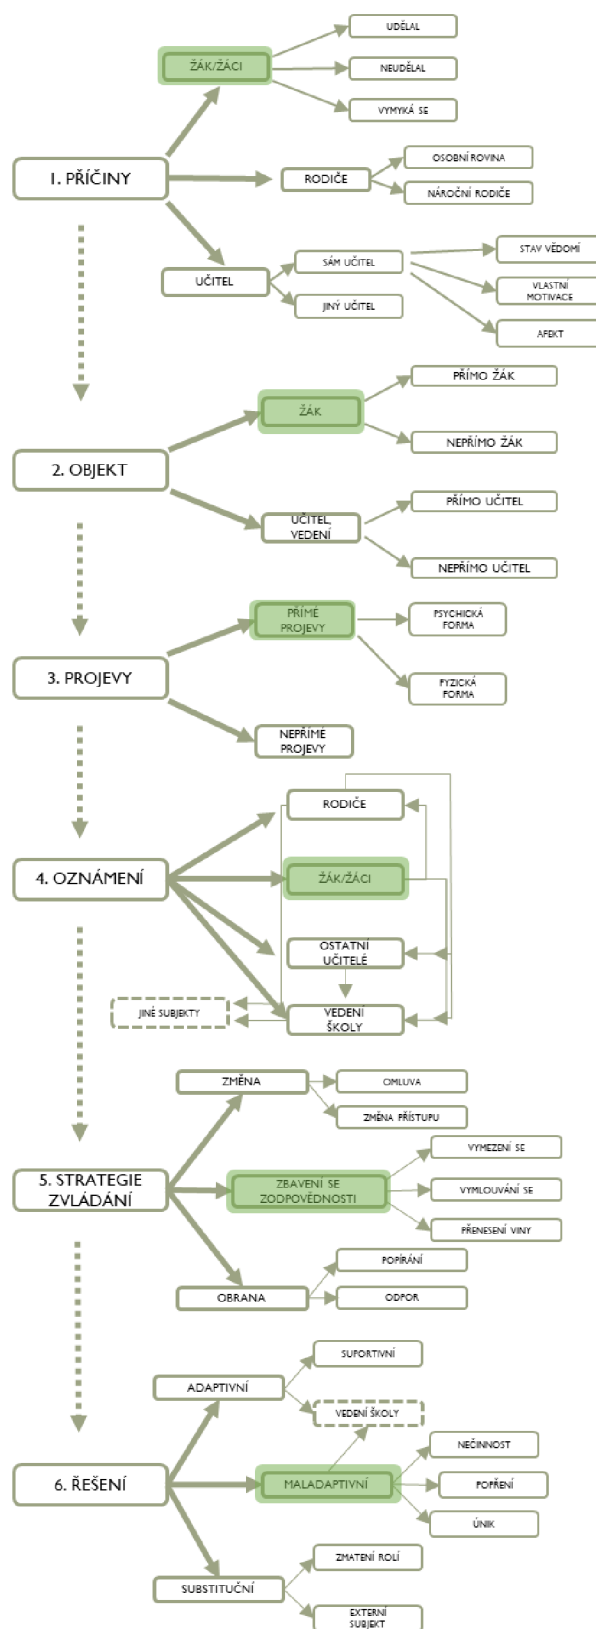 UDĚLAL
ŽÁK/ŽÁCI
NEUDĚLAL
VYMYKÁ SE
OSOBNÍ ROVINA
1. PŘÍČINY
RODIČE
NÁROČNÍ RODIČE
STAV VĚDOMÍ
SÁM UČITEL
UČITEL
VLASTNÍ
MOTIVACE
JINÝ UČITEL
AFEKT
PŘÍMO ŽÁK
ŽÁK
NEPŘÍMO ŽÁK
2. OBJEKT
PŘÍMO UČITEL
UČITEL,
VEDENÍ
NEPŘÍMO UČITEL
PŘÍMÉ
PROJEVY
PSYCHICKÁ
FORMA
3. PROJEVY
FYZICKÁ
FORMA
NEPŘÍMÉ
PROJEVY
RODIČE
4. OZNÁMENÍ
ŽÁK/ŽÁCI
OSTATNÍ
UČITELÉ
JINÉ SUBJEKTY
VEDENÍ
ŠKOLY
ZMĚNA
OMLUVA
ZMĚNA PŘÍSTUPU
VYMEZENÍ SE
5. STRATEGIE
ZVLÁDÁNÍ
ZBAVENÍ SE
ZODPOVĚDNOSTI
VYMLOUVÁNÍ SE
PŘENESENÍ VINY
POPÍRÁNÍ
OBRANA
ODPOR
SUPORTIVNÍ
ADAPTIVNÍ
VEDENÍ ŠKOLY
NEČINNOST
6. ŘEŠENÍ
MALADAPTIVNÍ
POPŘENÍ
ÚNIK
ZMATENÍ ROLÍ
SUBSTITUČNÍ
EXTERNÍ
SUBJEKT